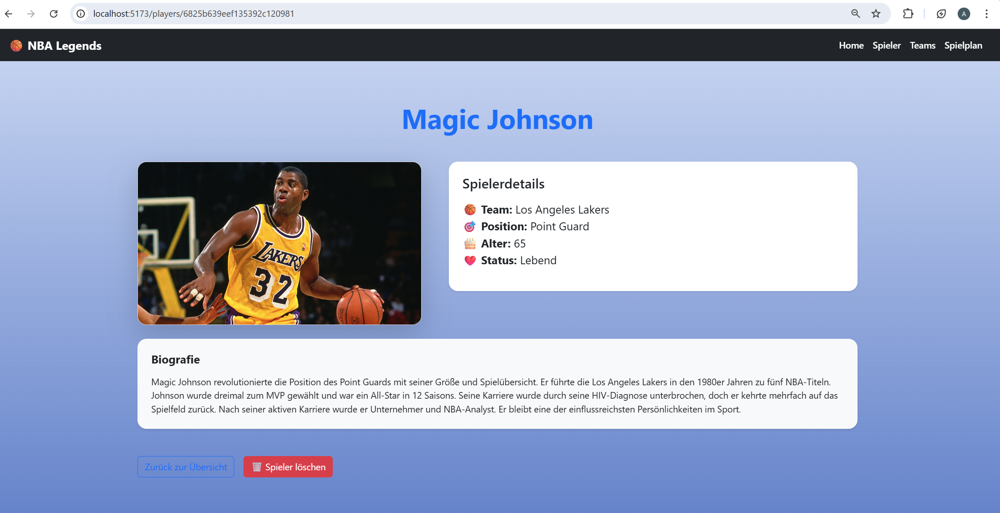 localhost:5173/players/6825b639eef135392c120981
A
NBA Legends
Home Spieler Teams Spielplan
Magic Johnson
LAKERS
32
Spielerdetails
Team: Los Angeles Lakers
Position: Point Guard
Alter: 65
Status: Lebend
Biografie
Magic Johnson revolutionierte die Position des Point Guards mit seiner Größe und Spielübersicht. Er führte die Los Angeles Lakers in den 1980er Jahren zu fünf NBA-Titeln.
Johnson wurde dreimal zum MVP gewählt und war ein All-Star in 12 Saisons. Seine Karriere wurde durch seine HIV-Diagnose unterbrochen, doch er kehrte mehrfach auf das
Spielfeld zurück. Nach seiner aktiven Karriere wurde er Unternehmer und NBA-Analyst. Er bleibt eine der einflussreichsten Persönlichkeiten im Sport.
Zurück zur Übersicht
Spieler löschen